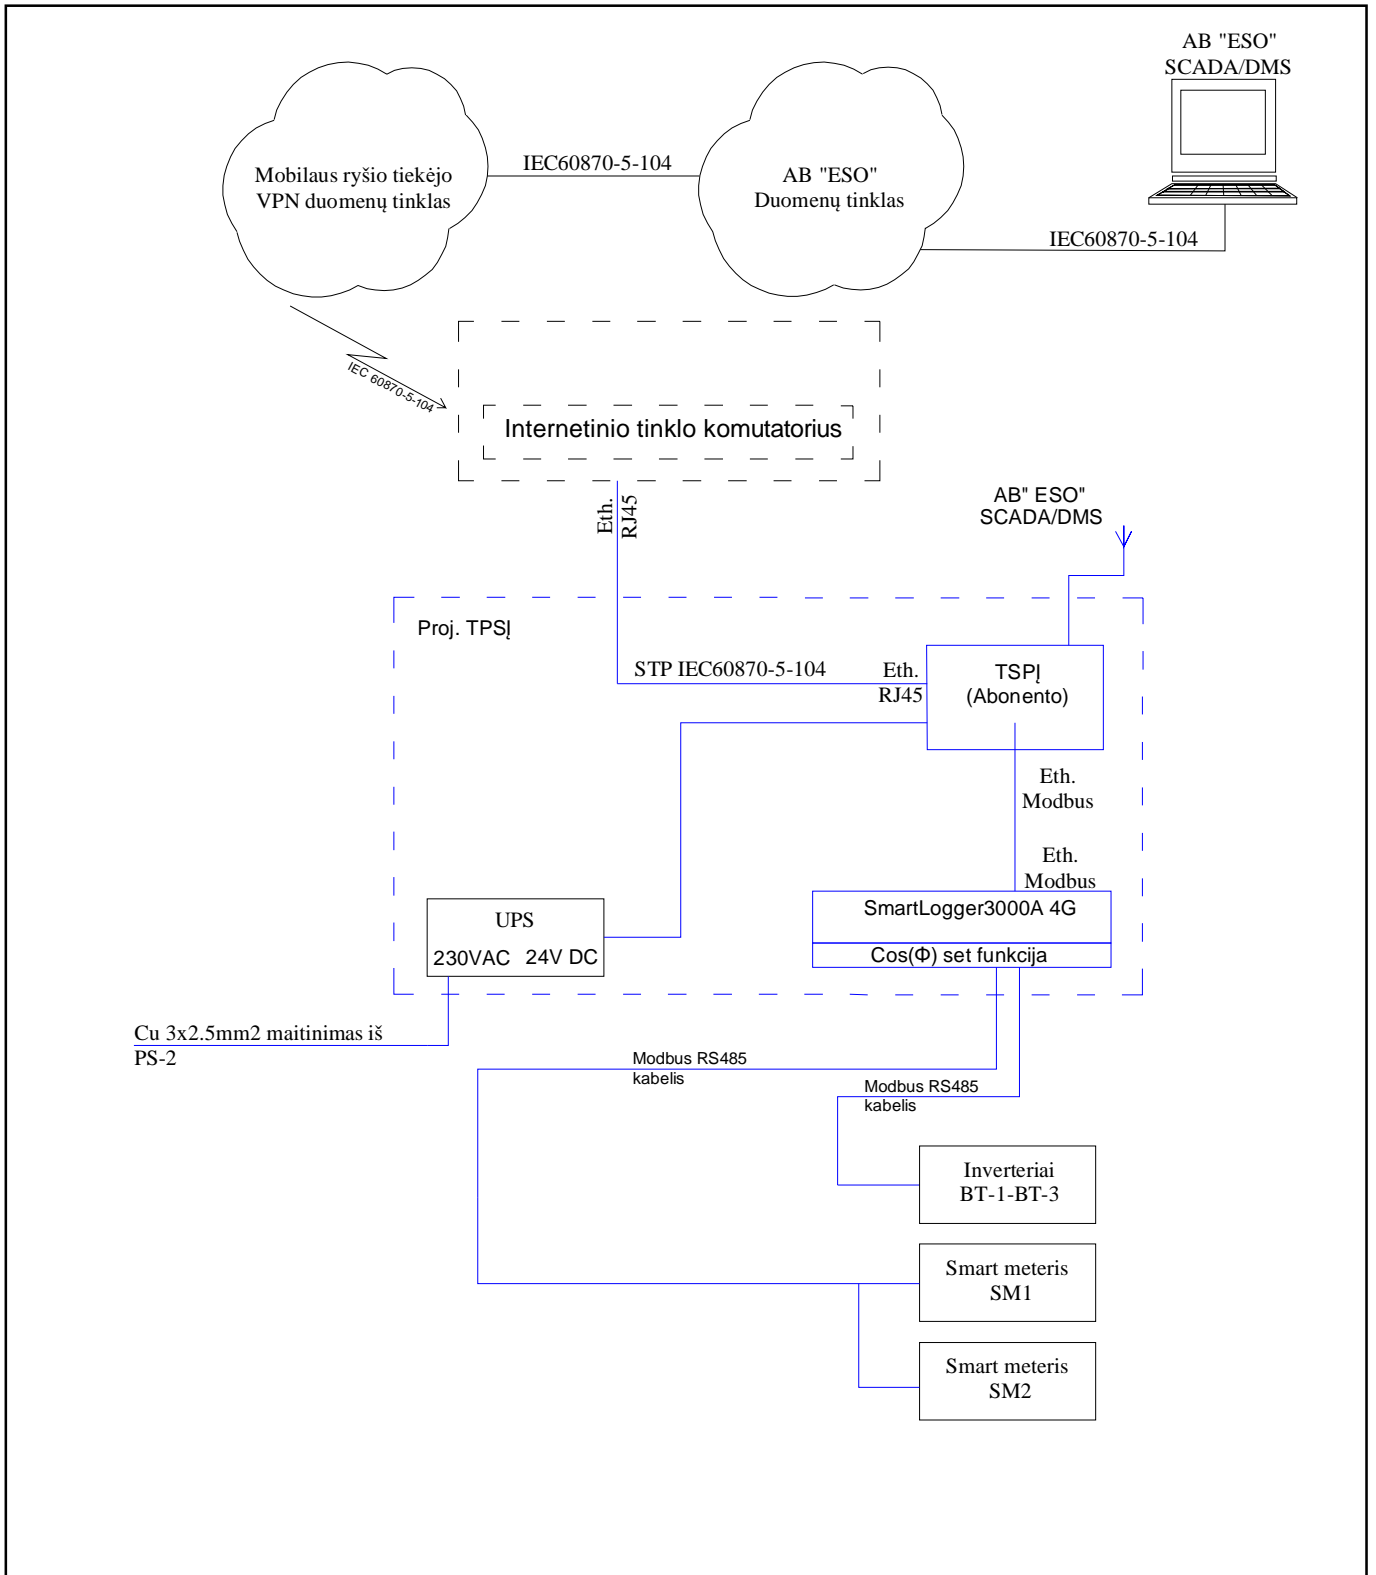 AB "ESO"
SCADA/DMS
Mobilaus ryšio tiekėjo
VPN duomenų tinklas
IEC60870-5-104
AB "ESO"
Duomenų tinklas
IEC60870-5-104
IEC 60870-5-104
Internetinio tinklo komutatorius
Eth.
RJ45
AB" ESO"
SCADA/DMS
Proj. TPSĮ
STP IEC60870-5-104
Eth.
RJ45
TSPĮ
(Abonento)
Eth.
Modbus
Eth.
Modbus
SmartLogger3000A 4G
Cos(Φ) set funkcija
UPS
230VAC 24V DC
Cu 3x2.5mm2 maitinimas iš
PS-2
Modbus RS485
kabelis
Modbus RS485
kabelis
Inverteriai
BT-1-BT-3
Smart meteris
SM1
Smart meteris
SM2